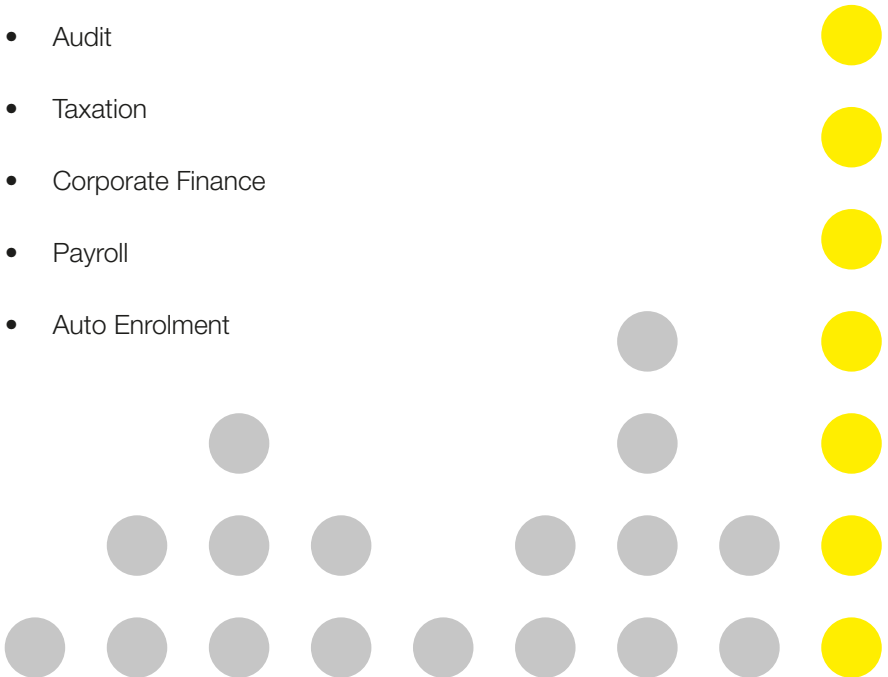 • Audit
• Taxation
• Corporate Finance
• Payroll
• Auto Enrolment